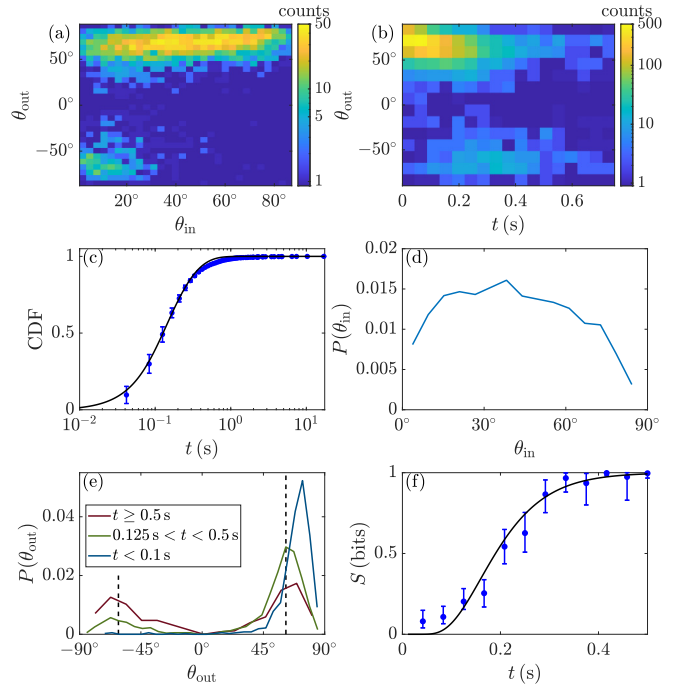 counts
counts
(a)
50
10
5
1
50°
0°
−50°
θout
20° 40° 60° 80°
θin
(b)
500
100
10
1
50°
0°
−50°
θout
0 0.2 0.4 0.6
t (s)
(c)
1
0.5
0
CDF
10⁻² 10⁻¹ 10⁰ 10¹
t (s)
(d)
0.02
0.015
0.01
0.005
0
P(θin)
0° 30° 60° 90°
θin
(e)
0.04
0.02
0
P(θout)
t ≥ 0.5 s
0.125 s < t < 0.5 s
t < 0.1 s
−90° −45° 0° 45° 90°
θout
(f)
1
0.5
0
S (bits)
0 0.2 0.4
t (s)